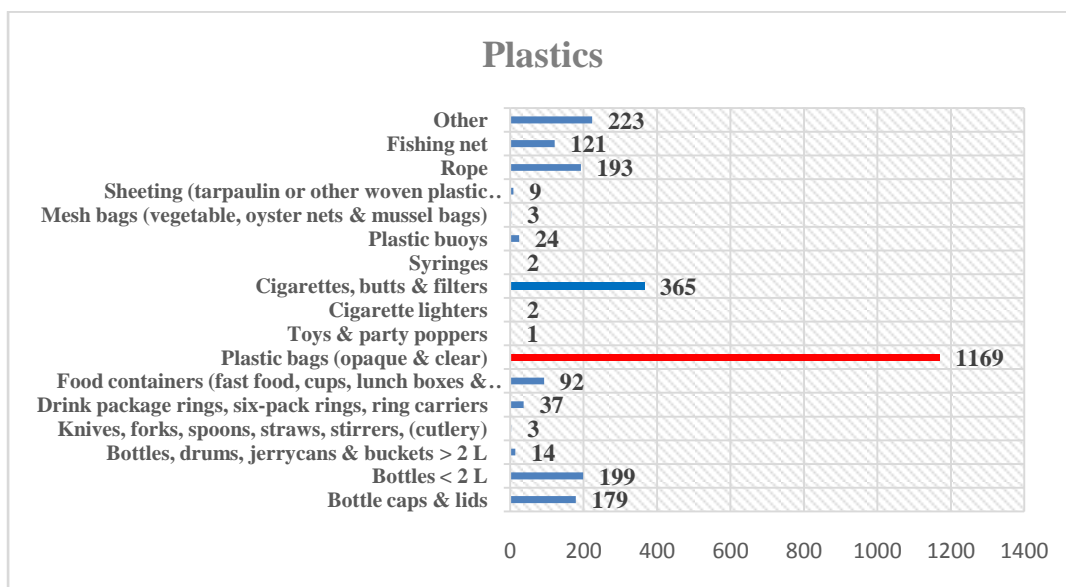 Plastics
Other 223
Fishing net 121
Rope 193
Sheeting (tarpaulin or other woven plastic… 9
Mesh bags (vegetable, oyster nets & mussel bags) 3
Plastic buoys 24
Syringes 2
Cigarettes, butts & filters 365
Cigarette lighters 2
Toys & party poppers 1
Plastic bags (opaque & clear) 1169
Food containers (fast food, cups, lunch boxes &… 92
Drink package rings, six-pack rings, ring carriers 37
Knives, forks, spoons, straws, stirrers, (cutlery) 3
Bottles, drums, jerrycans & buckets > 2 L 14
Bottles < 2 L 199
Bottle caps & lids 179
0 200 400 600 800 1000 1200 1400